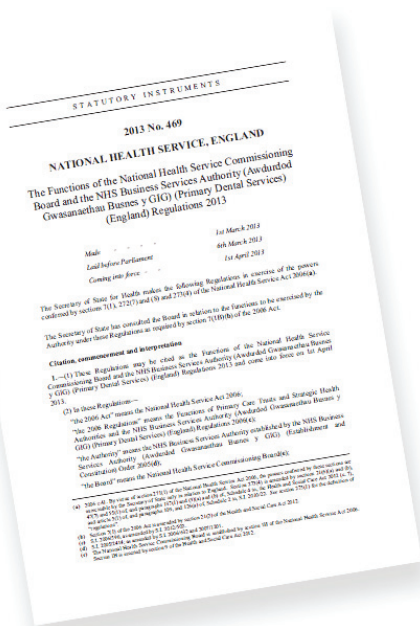 STATUTORY INSTRUMENTS
2013 No. 469
NATIONAL HEALTH SERVICE, ENGLAND
The Functions of the National Health Service Commissioning
Board and the NHS Business Services Authority (Awdurdod
Gwasanaethau Busnes y GIG) (Primary Dental Services)
(England) Regulations 2013
Made - - - - 1st March 2013
Laid before Parliament 6th March 2013
Coming into force - - 1st April 2013
The Secretary of State for Health makes the following Regulations in exercise of the powers
conferred by sections 7(1), 272(7) and (8) and 273(4) of the National Health Service Act 2006(a).
The Secretary of State has consulted the Board in relation to the functions to be exercised by the
Authority under these Regulations as required by section 7(1B)(b) of the 2006 Act.
Citation, commencement and interpretation
1.—(1) These Regulations may be cited as the Functions of the National Health Service
Commissioning Board and the NHS Business Services Authority (Awdurdod Gwasanaethau Busnes
y GIG) (Primary Dental Services) (England) Regulations 2013 and come into force on 1st April
2013.
(2) In these Regulations—
"the 2006 Act" means the National Health Service Act 2006;
"the 2006 Regulations" means the Functions of Primary Care Trusts and Strategic Health
Authorities and the NHS Business Services Authority (Awdurdod Gwasanaethau Busnes y
GIG) (Primary Dental Services) (England) Regulations 2006(c);
"the Authority" means the NHS Business Services Authority established by the NHS Business
Services Authority (Awdurdod Gwasanaethau Busnes y GIG) (Establishment and
Constitution) Order 2005(d);
"the Board" means the National Health Service Commissioning Board(e);